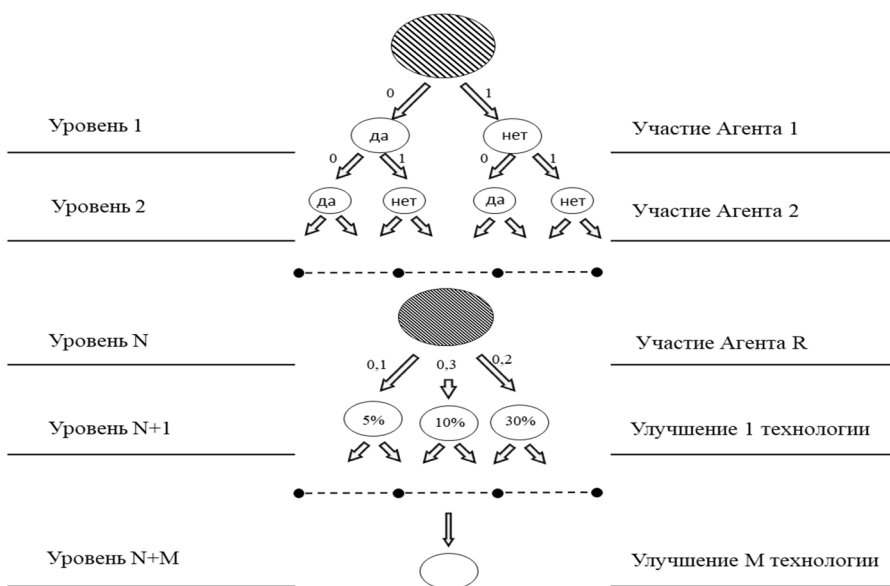 0 1
Уровень 1 да нет Участие Агента 1
0 1 0 1
Уровень 2 да нет да нет Участие Агента 2
Уровень N Участие Агента R
0,1 0,3 0,2
Уровень N+1 5% 10% 30% Улучшение 1 технологии
Уровень N+M Улучшение M технологии